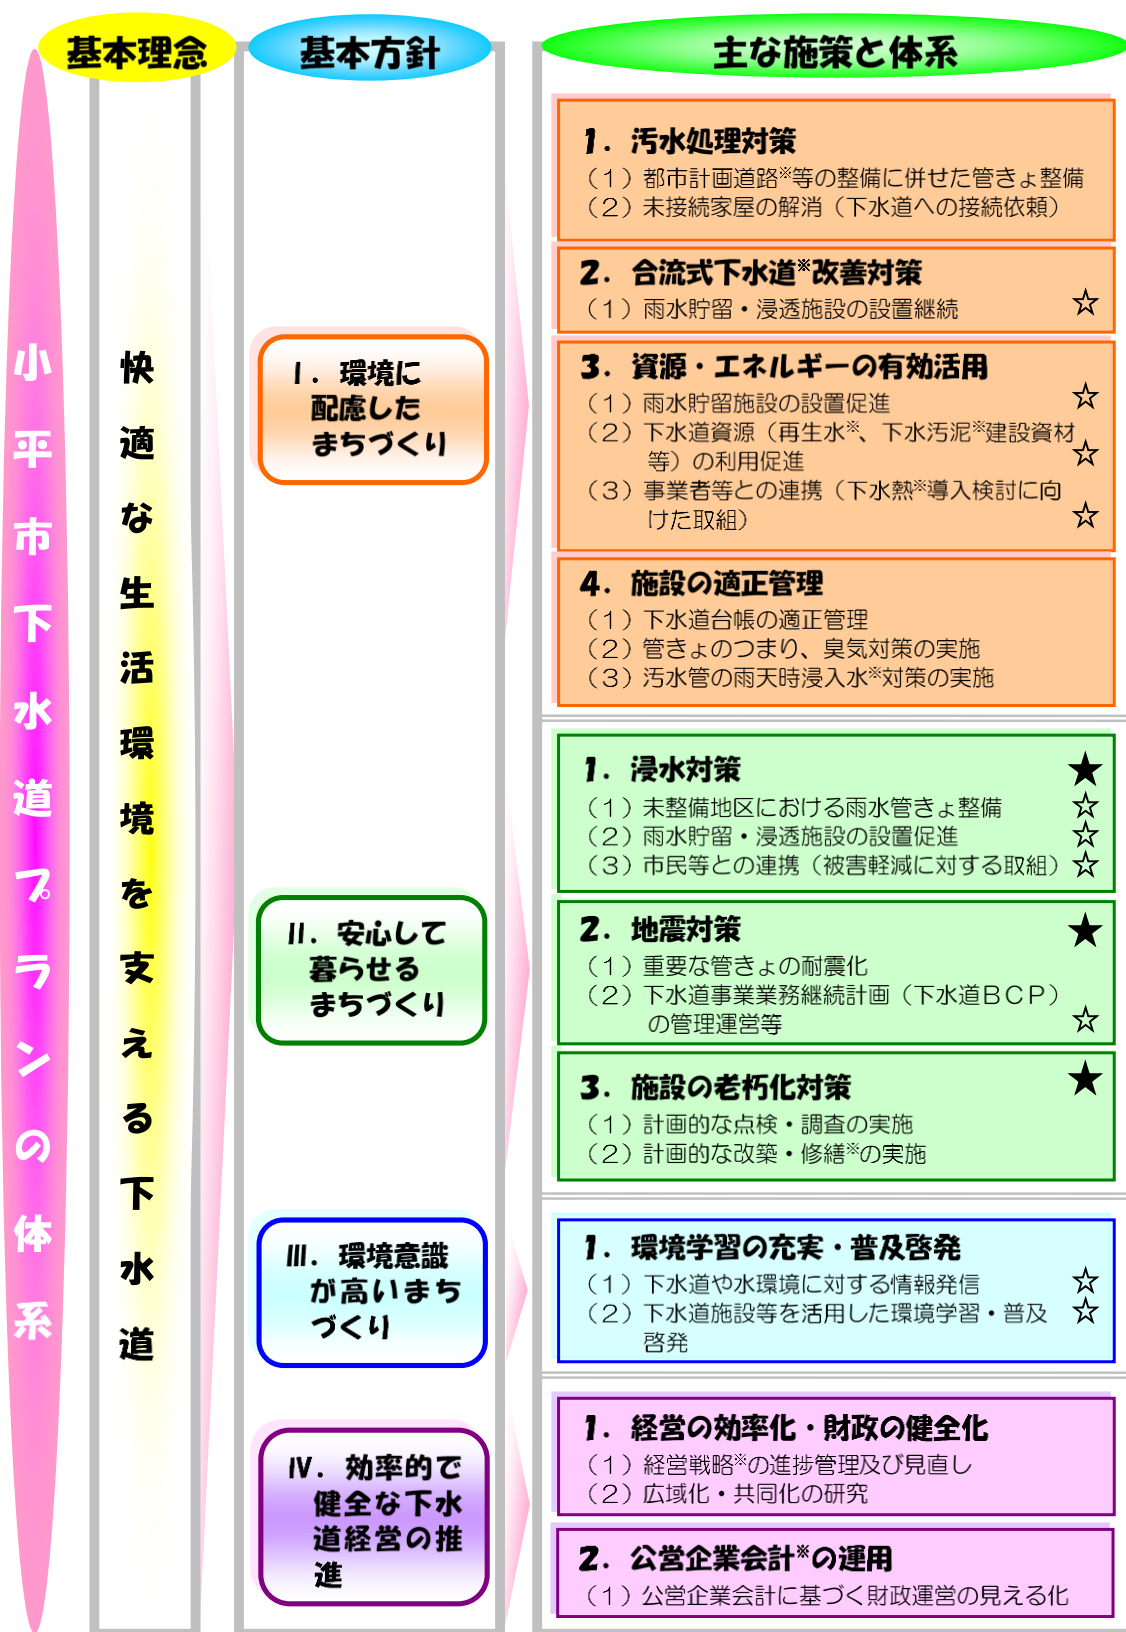 基本理念
基本方針
主な施策と体系
小平市下水道プランの体系
快適な生活環境を支える下水道
Ⅰ．環境に
配慮した
まちづくり
1．汚水処理対策
（１）都市計画道路※等の整備に併せた管きょ整備
（２）未接続家屋の解消（下水道への接続依頼）
2．合流式下水道※改善対策
（１）雨水貯留・浸透施設の設置継続 ☆
3．資源・エネルギーの有効活用
（１）雨水貯留施設の設置促進 ☆
（２）下水道資源（再生水※、下水汚泥※建設資材
等）の利用促進 ☆
（３）事業者等との連携（下水熱※導入検討に向
けた取組） ☆
4．施設の適正管理
（１）下水道台帳の適正管理
（２）管きょのつまり、臭気対策の実施
（３）汚水管の雨天時浸入水※対策の実施
Ⅱ．安心して
暮らせる
まちづくり
1．浸水対策 ★
（１）未整備地区における雨水管きょ整備 ☆
（２）雨水貯留・浸透施設の設置促進 ☆
（３）市民等との連携（被害軽減に対する取組） ☆
2．地震対策 ★
（１）重要な管きょの耐震化
（２）下水道事業業務継続計画（下水道ＢＣＰ）
の管理運営等 ☆
3．施設の老朽化対策 ★
（１）計画的な点検・調査の実施
（２）計画的な改築・修繕※の実施
Ⅲ．環境意識
が高いまち
づくり
1．環境学習の充実・普及啓発
（１）下水道や水環境に対する情報発信 ☆
（２）下水道施設等を活用した環境学習・普及 ☆
啓発
Ⅳ．効率的で
健全な下水
道経営の推
進
1．経営の効率化・財政の健全化
（１）経営戦略※の進捗管理及び見直し
（２）広域化・共同化の研究
2．公営企業会計※の運用
（１）公営企業会計に基づく財政運営の見える化